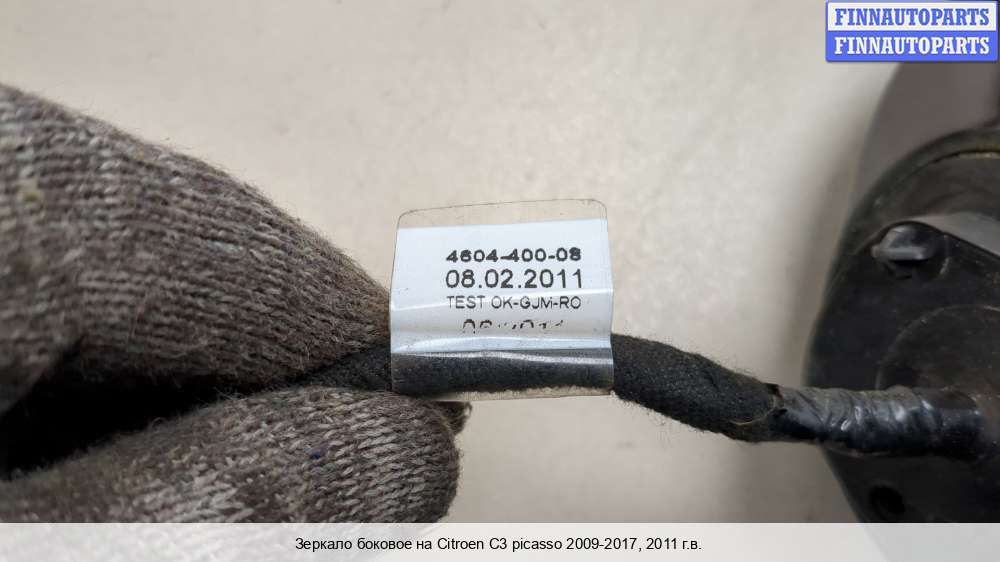 FINNAUTOPARTS
FINNAUTOPARTS
4604-400-08
08.02.2011
TEST OK-GJM-RO
Зеркало боковое на Citroen C3 picasso 2009-2017, 2011 г.в.